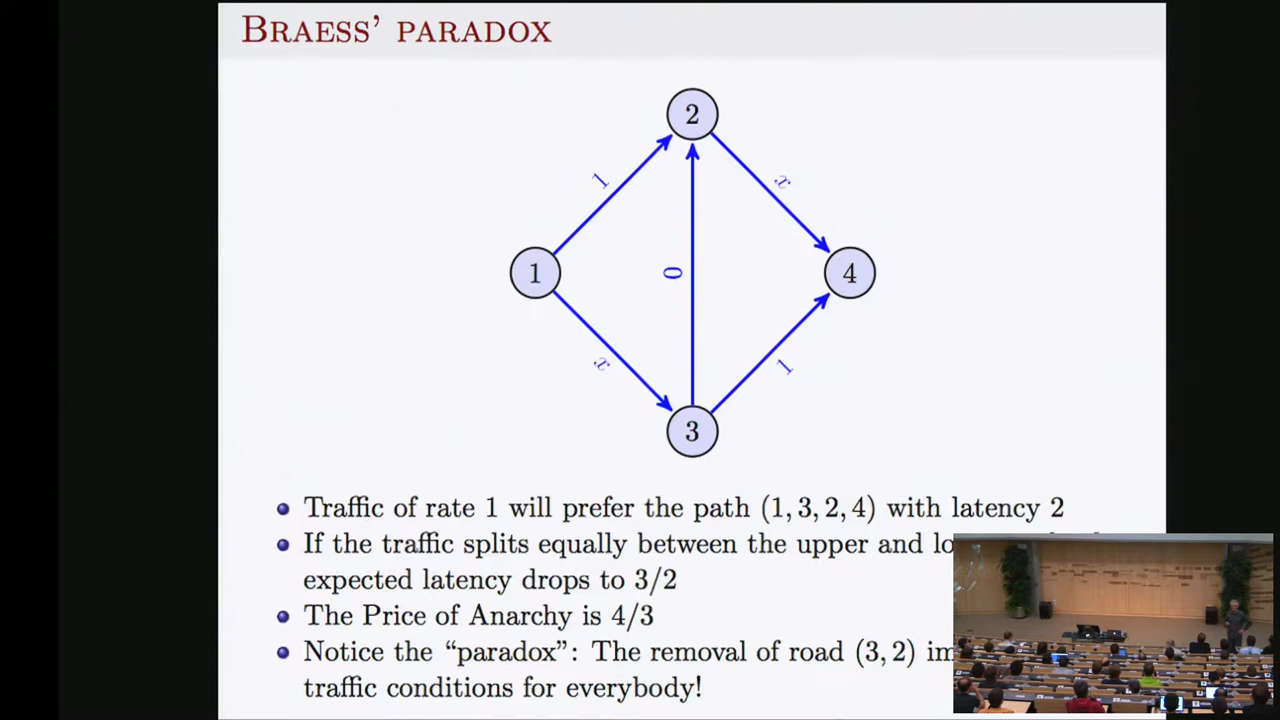 BRAESS' PARADOX
2
1
x
1
0
4
x
1
3
Traffic of rate 1 will prefer the path (1, 3, 2, 4) with latency 2
If the traffic splits equally between the upper and
expected latency drops to 3/2
The Price of Anarchy is 4/3
Notice the “paradox”: The removal of road (3, 2)
traffic conditions for everybody!